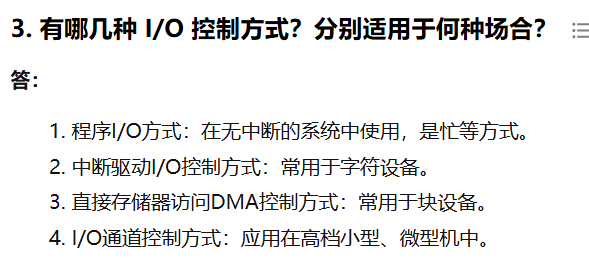 3. 有哪几种 I/O 控制方式？分别适用于何种场合？
答：
1. 程序I/O方式：在无中断的系统中使用，是忙等方式。
2. 中断驱动I/O控制方式：常用于字符设备。
3. 直接存储器访问DMA控制方式：常用于块设备。
4. I/O通道控制方式：应用在高档小型、微型机中。